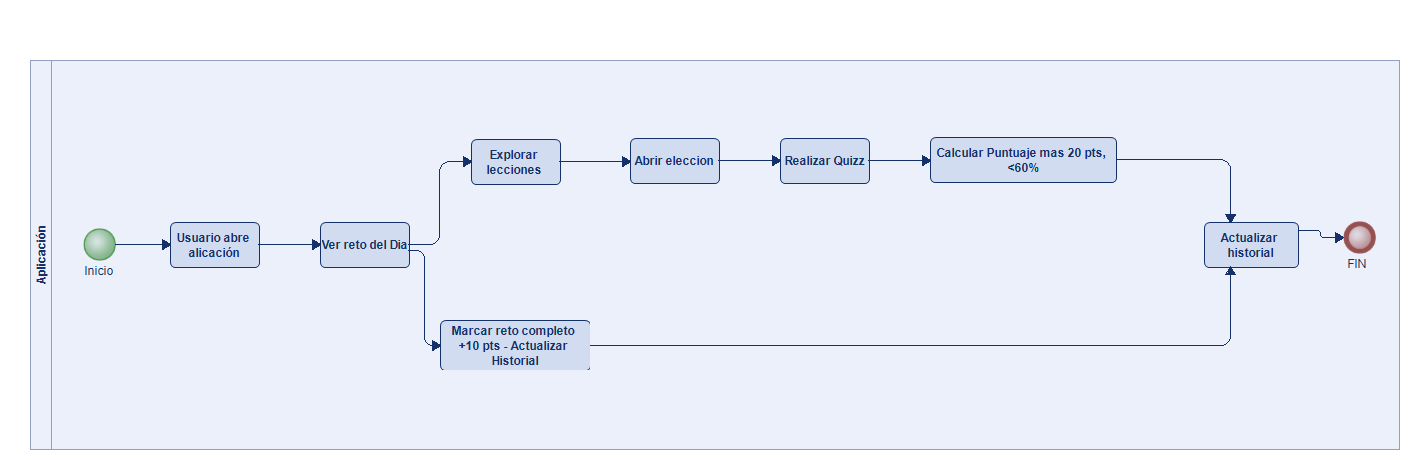 Aplicación
Inicio
Usuario abre
alicación
Ver reto del Dia
Explorar
lecciones
Abrir eleccion
Realizar Quizz
Calcular Puntuaje mas 20 pts,
<60%
Marcar reto completo
+10 pts - Actualizar
Historial
Actualizar
historial
FIN